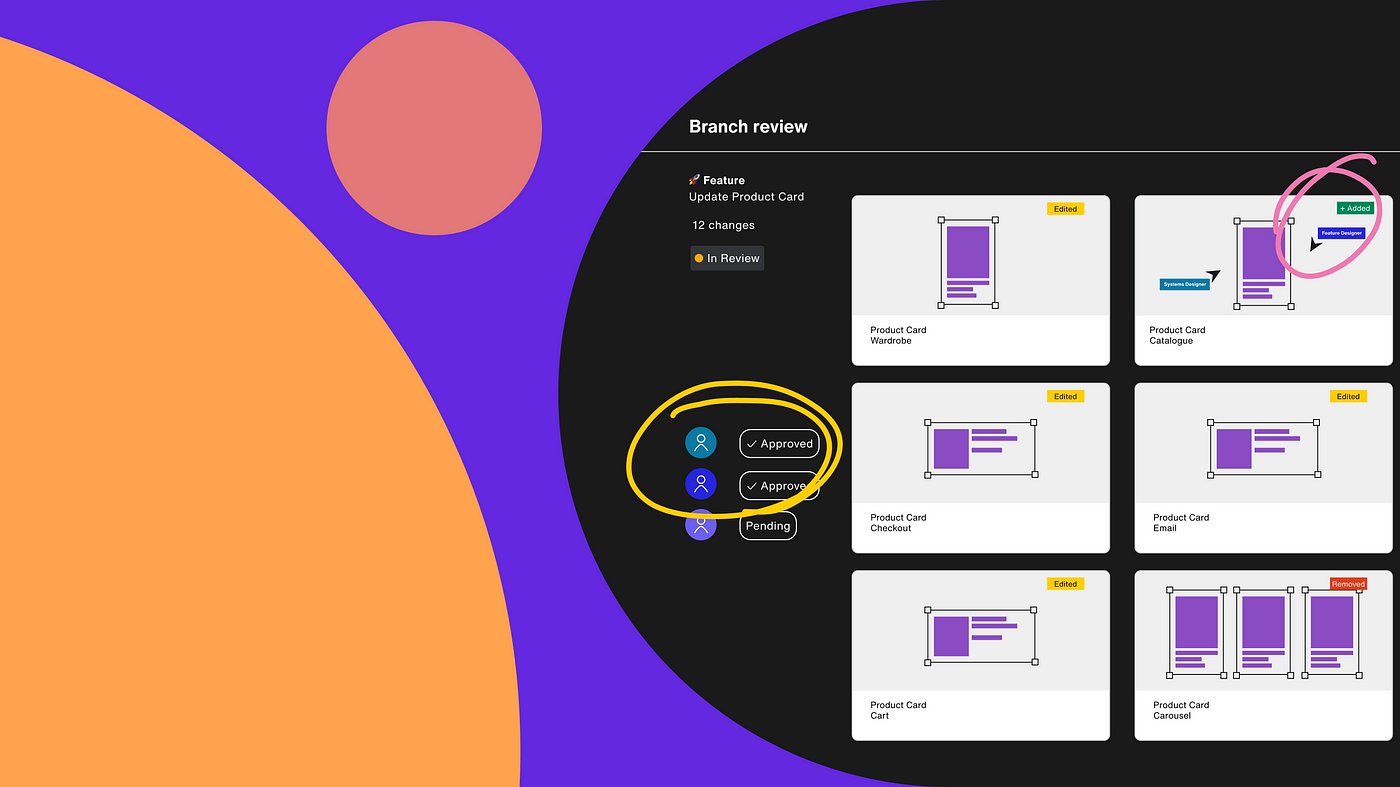 Branch review
🚀 Feature
Update Product Card
12 changes
In Review
Approved
Approved
Pending
Edited
Product Card
Wardrobe
+ Added
Feature Designer
Systems Designer
Product Card
Catalogue
Edited
Product Card
Checkout
Edited
Product Card
Email
Edited
Product Card
Cart
Removed
Product Card
Carousel